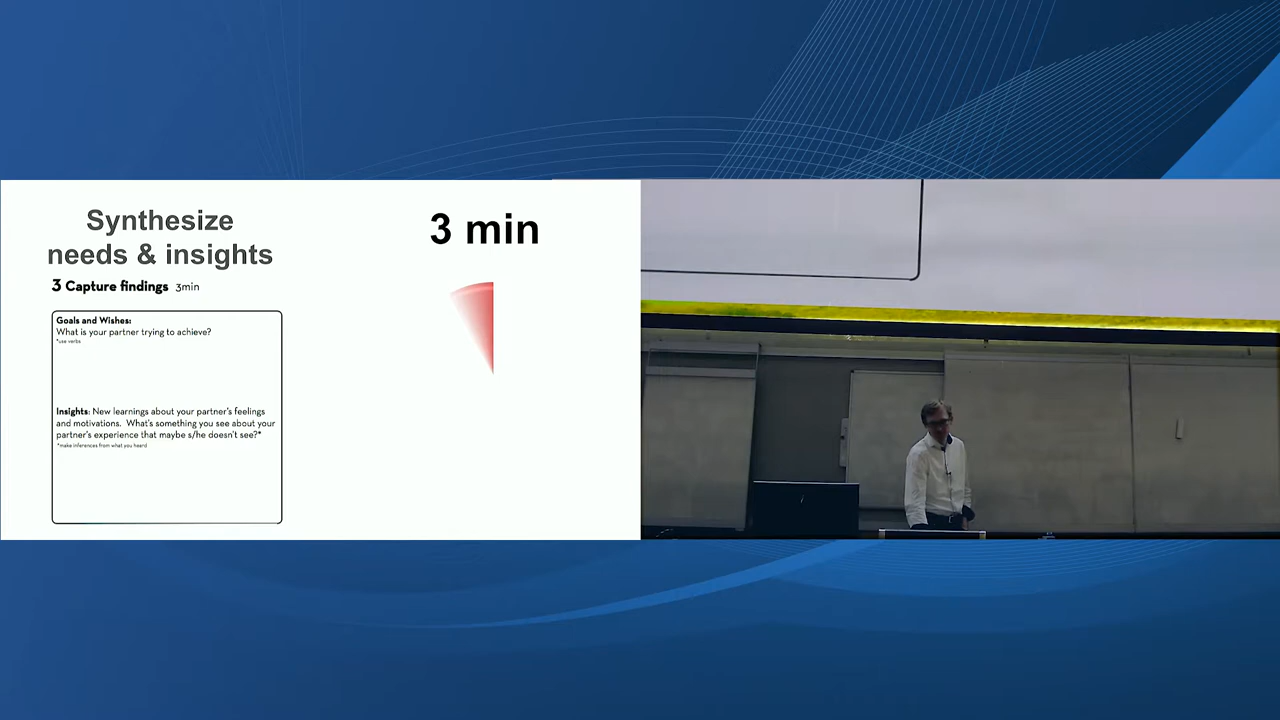 Synthesize
needs & insights
3 Capture findings 3min
Goals and Wishes:
What is your partner trying to achieve?
*use verbs
Insights: New learnings about your partner's feelings
and motivations. What's something you see about your
partner's experience that maybe s/he doesn't see?*
*make inferences from what you heard
3 min